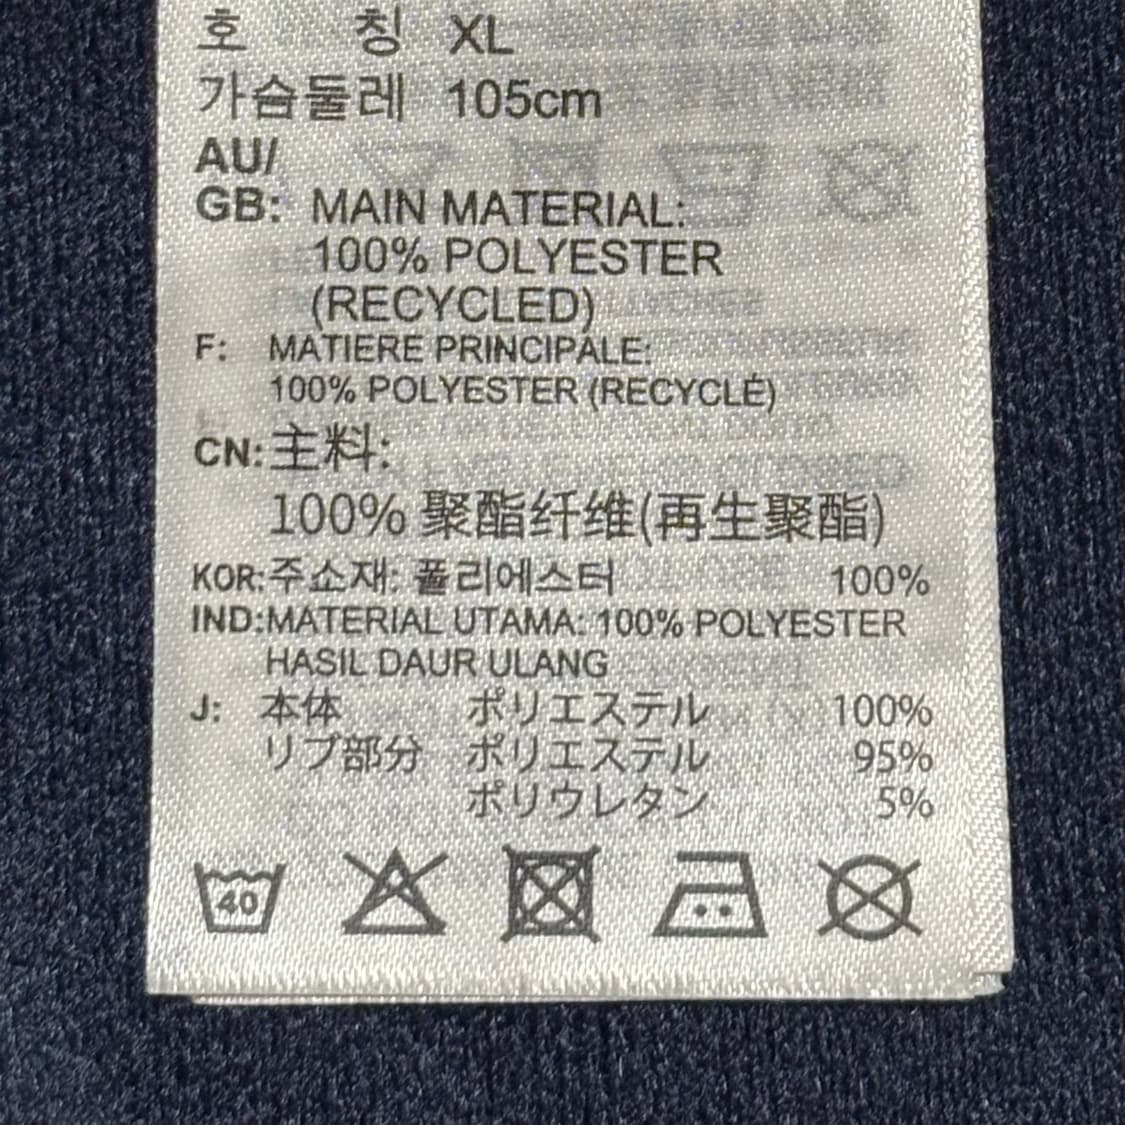 호 칭 XL
가슴둘레 105cm
AU/
GB: MAIN MATERIAL:
100% POLYESTER
(RECYCLED)
F: MATIERE PRINCIPALE:
100% POLYESTER (RECYCLÉ)
CN: 主料:
100% 聚酯纤维(再生聚酯)
KOR: 주소재: 폴리에스터 100%
IND: MATERIAL UTAMA: 100% POLYESTER
HASIL DAUR ULANG
J: 本体 ポリエステル 100%
リブ部分 ポリエステル 95%
ポリウレタン 5%
40